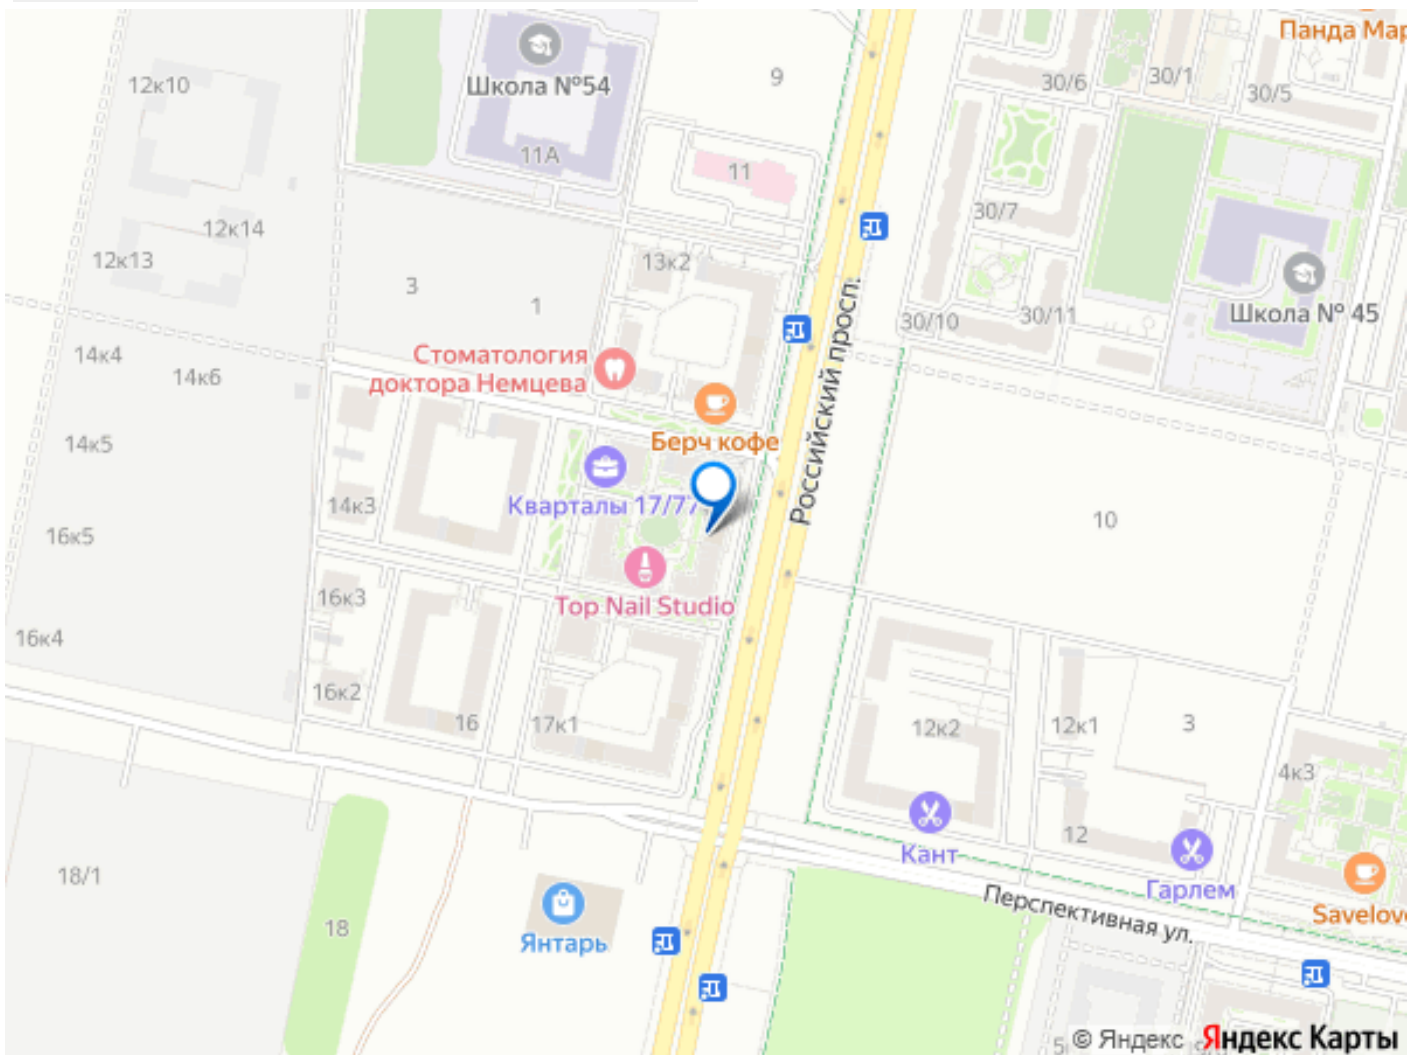 Панда Мар
12к10
Школа №54
9
30/6
30/1
30/5
11А
11
30/7
12к14
12к13
13к2
3
1
Школа № 45
30/10
30/11
14к4
14к6
Стоматология
доктора Немцева
Российский просп.
14к5
Берч кофе
14к3
Кварталы 17/77
10
16к5
16к3
Top Nail Studio
16к4
16к2
16
17к1
12к2
12к1
3
4к3
12
Кант
Гарлем
18/1
18
Янтарь
Перспективная ул.
Savelov
© Яндекс Яндекс Карты